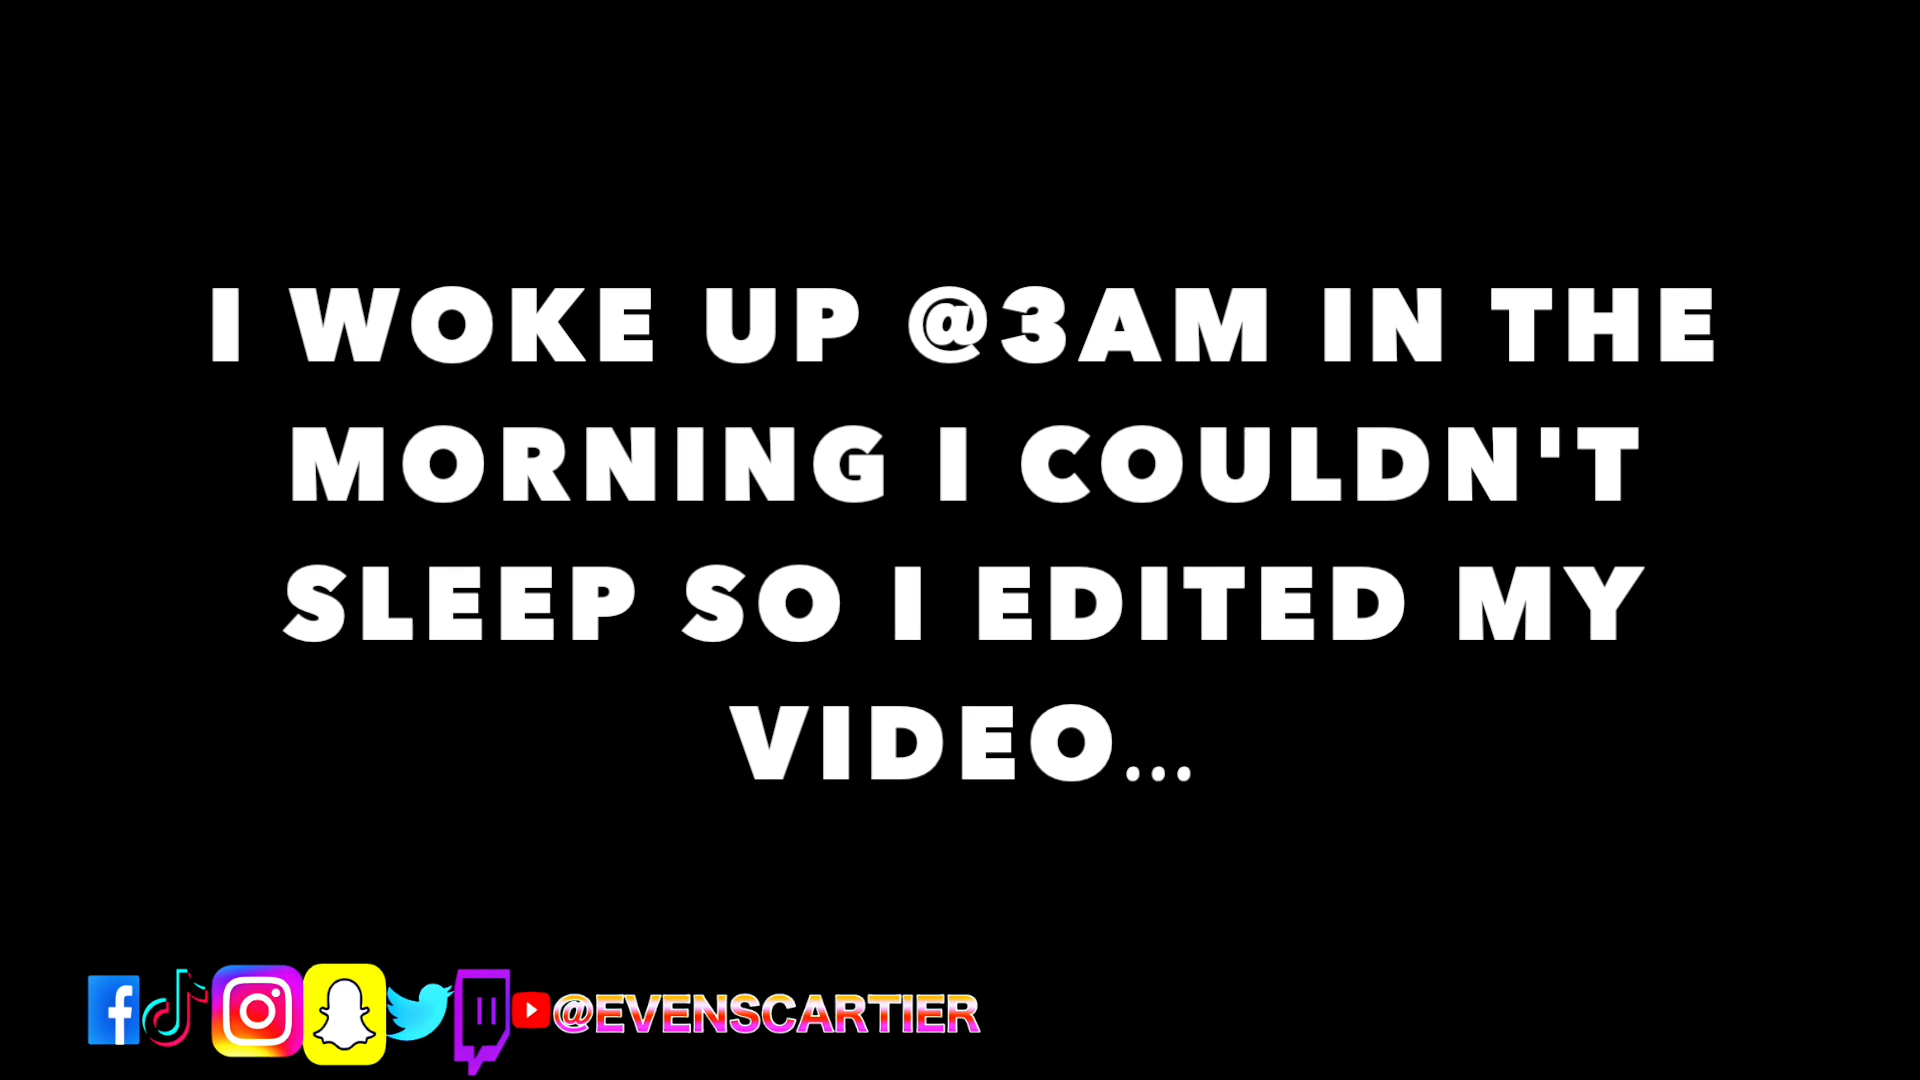 I WOKE UP @3AM IN THE
MORNING I COULDN'T
SLEEP SO I EDITED MY
VIDEO...
@EVENSCARTIER